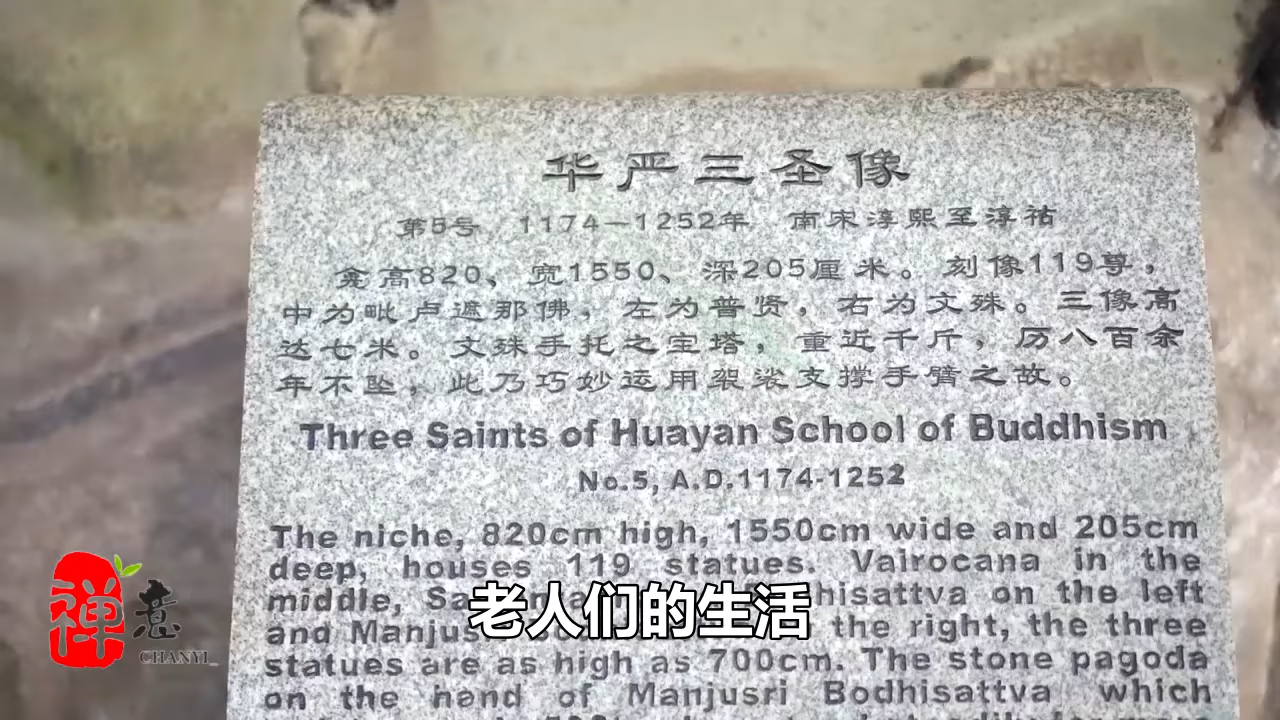 华严三圣像
第5号 1174-1252年 南宋淳熙至淳祐
龛高820、宽1550、深205厘米。刻像119尊，
中为毗卢遮那佛，左为普贤，右为文殊。三像高
达七米。文殊手托之宝塔，重近千斤，历八百余
年不坠，此乃巧妙运用袈裟支撑手臂之故。
Three Saints of Huayan School of Buddhism
No.5, A.D.1174-1252
The niche, 820cm high, 1550cm wide and 205cm
deep, houses 119 statues. Vairocana in the
middle, on the left
and the right, the three
statues are as high as 700cm. The stone pagoda
on the hand of Manjusri Bodhisattva which
老人们的生活
禅意
CHANYI_